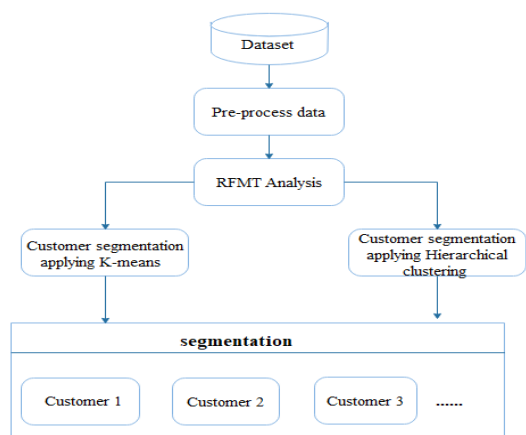 Dataset
Pre-process data
RFMT Analysis
Customer segmentation
applying K-means
Customer segmentation
applying Hierarchical
clustering
segmentation
Customer 1
Customer 2
Customer 3
......